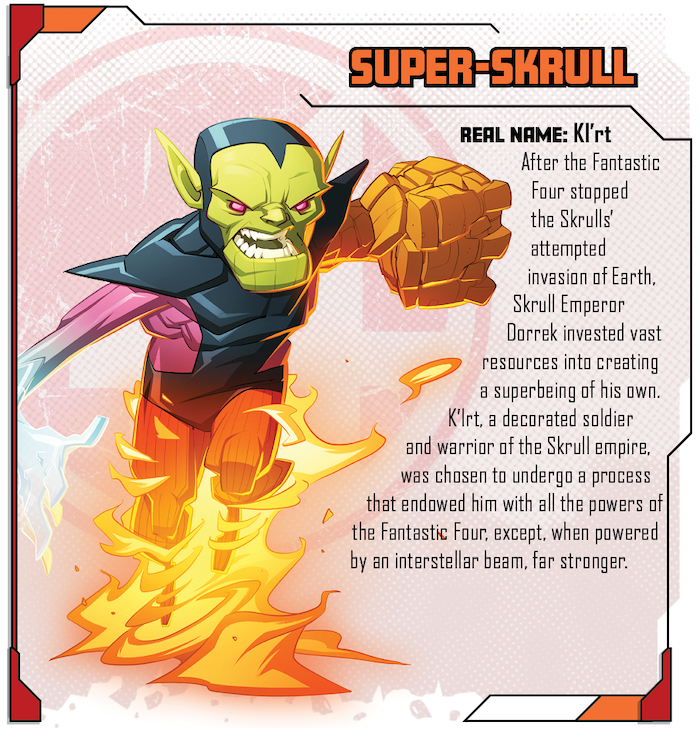 SUPER-SKRULL
REAL NAME: Kl'rt
After the Fantastic
Four stopped
the Skrulls'
attempted
invasion of Earth,
Skrull Emperor
Dorrek invested vast
resources into creating
a superbeing of his own.
K'lrt, a decorated soldier
and warrior of the Skrull empire,
was chosen to undergo a process
that endowed him with all the powers of
the Fantastic Four, except, when powered
by an interstellar beam, far stronger.